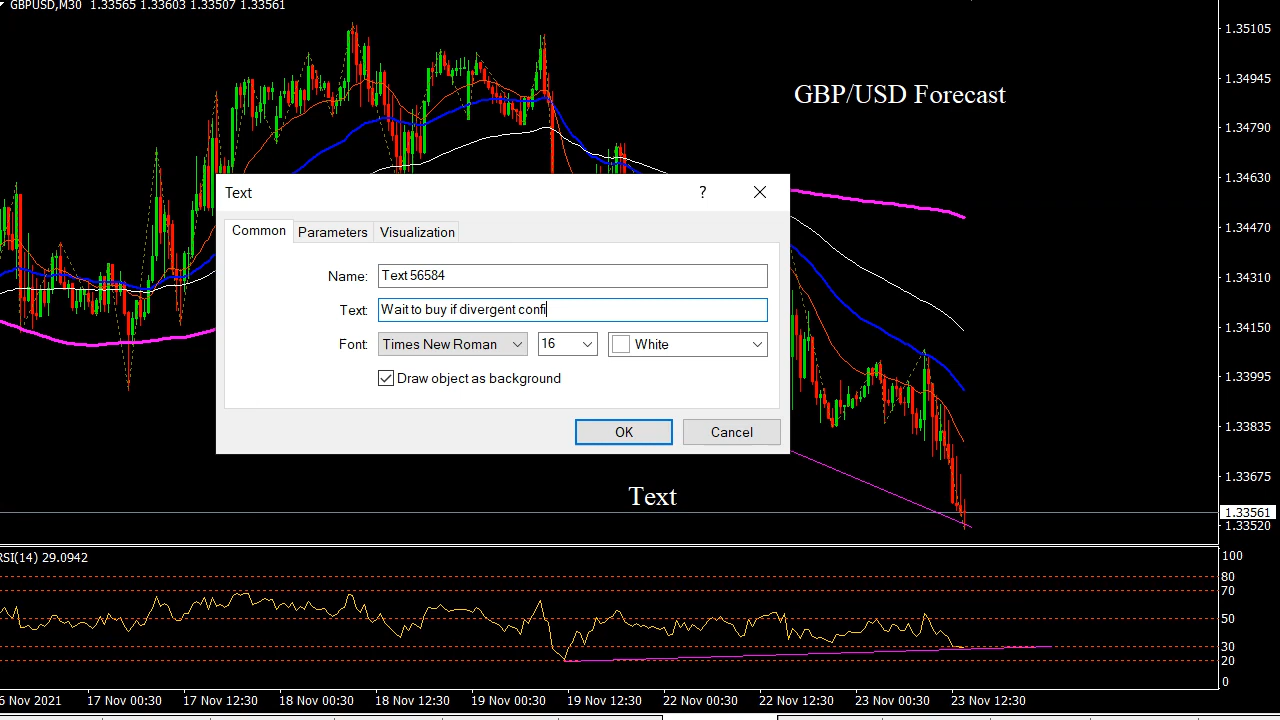 GBPUSD,M30 1.33565 1.33603 1.33507 1.33561
1.35105
1.34945
GBP/USD Forecast
1.34790
1.34630
1.34470
1.34310
1.34150
1.33995
1.33835
1.33675
1.33561
1.33520
Text
?
Common
Parameters
Visualization
Name:
Text 56584
Text:
Wait to buy if divergent confi
Font:
Times New Roman
16
White
Draw object as background
OK
Cancel
Text
RSI(14) 29.0942
100
80
70
50
30
20
0
6 Nov 2021
17 Nov 00:30
17 Nov 12:30
18 Nov 00:30
18 Nov 12:30
19 Nov 00:30
19 Nov 12:30
22 Nov 00:30
22 Nov 12:30
23 Nov 00:30
23 Nov 12:30